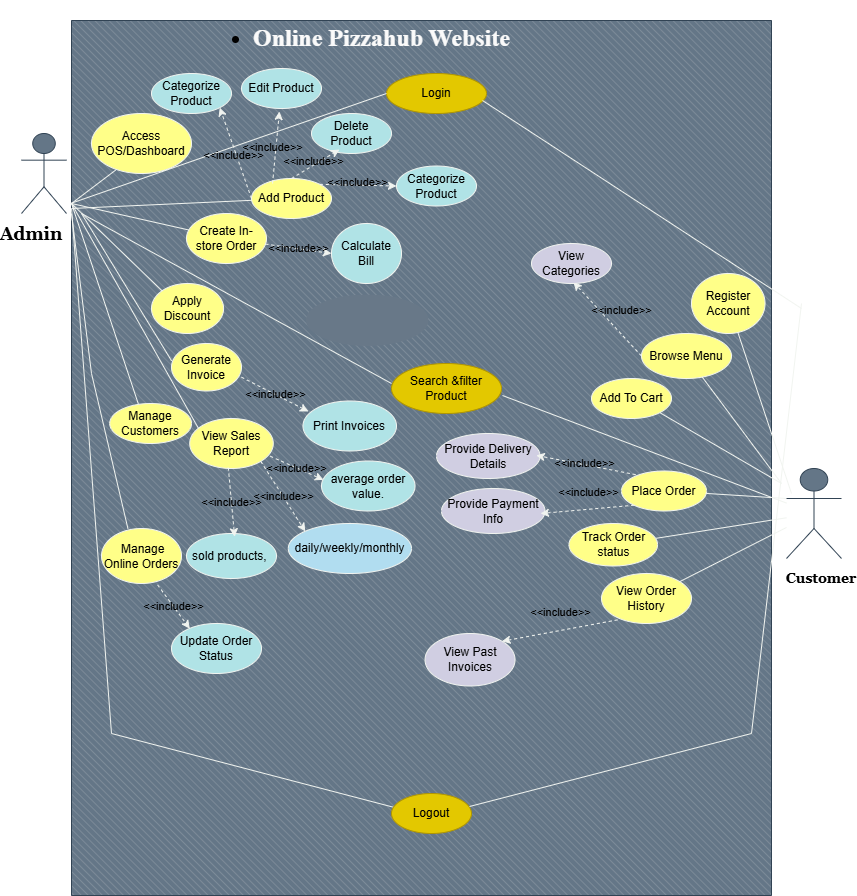 Online Pizzahub Website
Categorize
Product
Edit Product
Login
Access
POS/Dashboard
Delete
Product
<<include>>
<<include>>
<<include>>
<<include>>
Categorize
Product
Add Product
Admin
Create In-
store Order
<<include>>
Calculate
Bill
View
Categories
Register
Account
Apply
Discount
<<include>>
Browse Menu
Generate
Invoice
Search &filter
Product
<<include>>
Add To Cart
Manage
Customers
Print Invoices
View Sales
Report
Provide Delivery
Details
<<include>>
<<include>>
average order
value.
Place Order
<<include>>
<<include>>
<<include>>
Provide Payment
Info
Manage
Online Orders
sold products,
daily/weekly/monthly
Track Order
status
Customer
View Order
History
<<include>>
<<include>>
Update Order
Status
View Past
Invoices
Logout